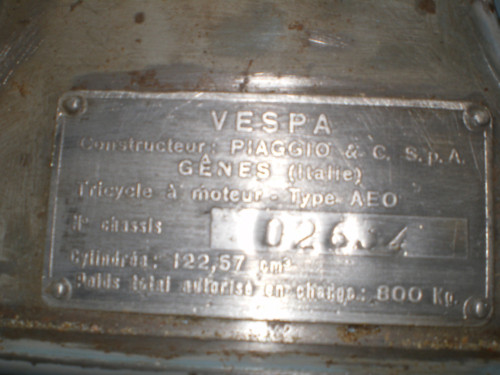 VESPA
Constructeur: PIAGGIO & C. S.p.A.
GÊNES (Italie)
Tricycle à moteur - Type AEO
N° chassis
Cylindrée: 122,57 cm³
Poids total autorisé en charge: 800 Kg.